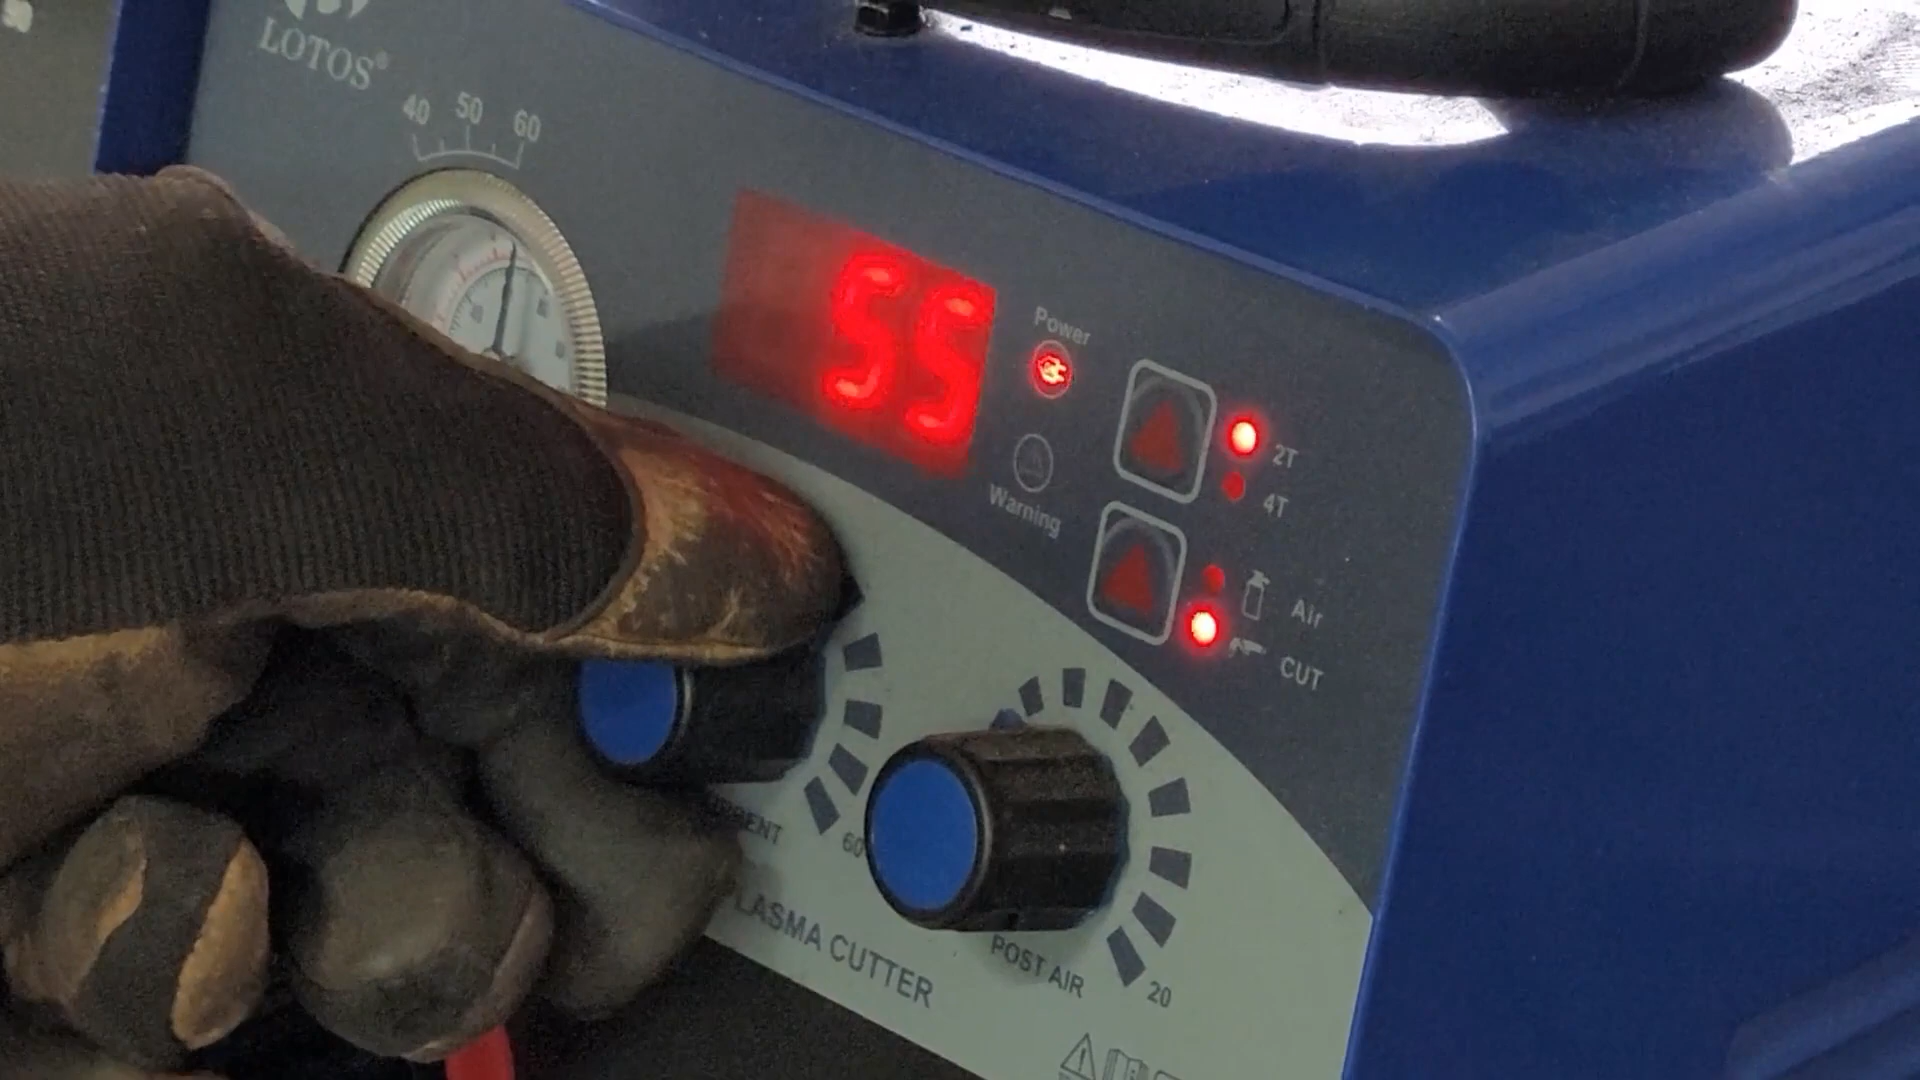 LOTOS®
40 50 60
55
Power
Warning
2T
4T
Air
CUT
60
PLASMA CUTTER
POST AIR
20